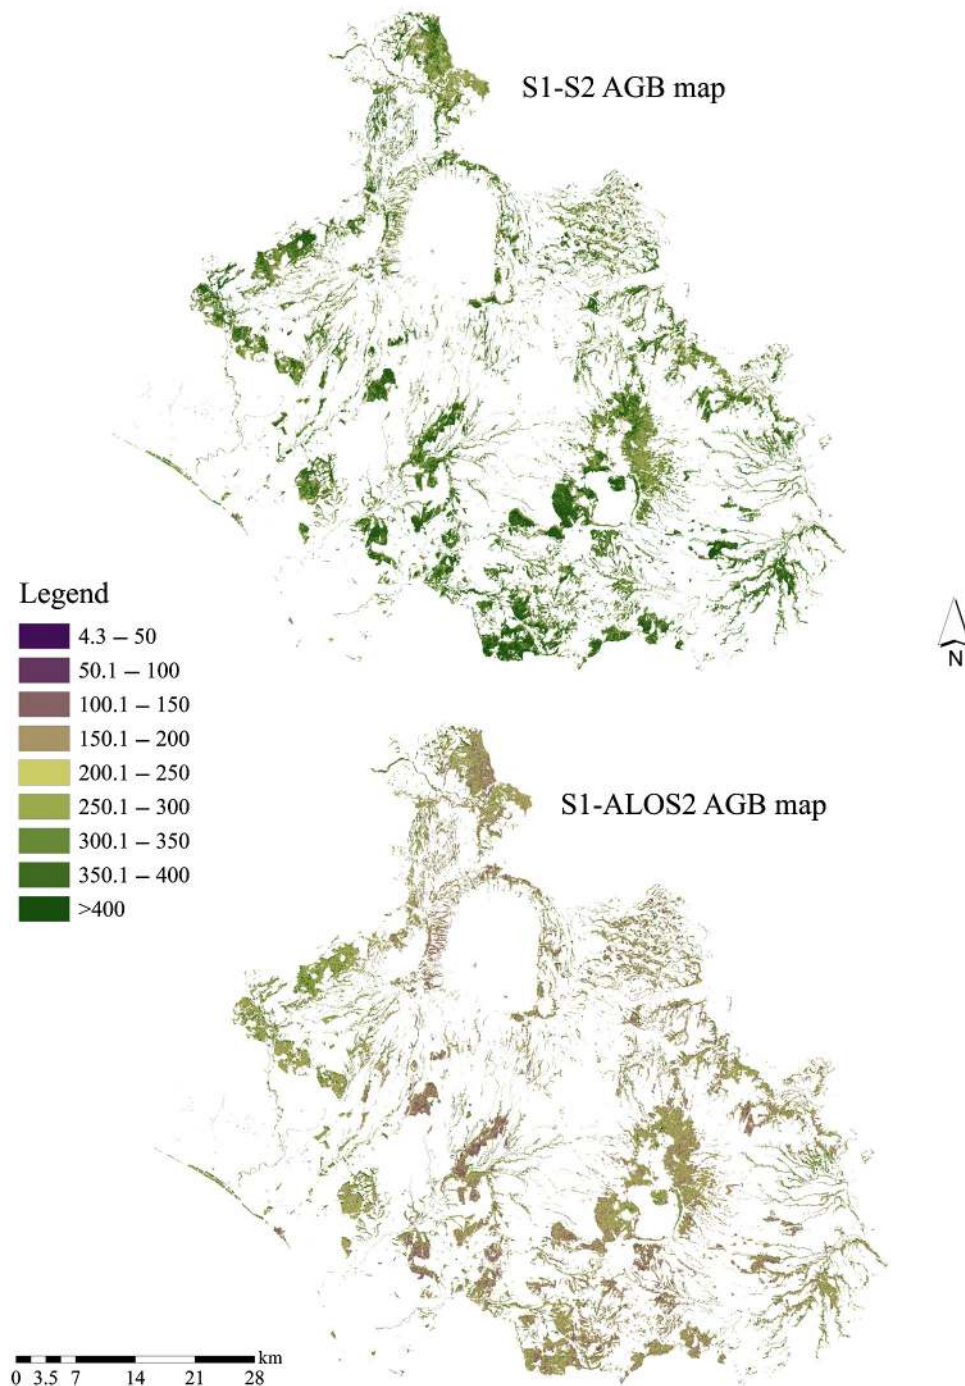 S1-S2 AGB map
Legend
4.3 – 50
50.1 – 100
100.1 – 150
150.1 – 200
200.1 – 250
250.1 – 300
300.1 – 350
350.1 – 400
>400
N
S1-ALOS2 AGB map
km
0 3.5 7 14 21 28